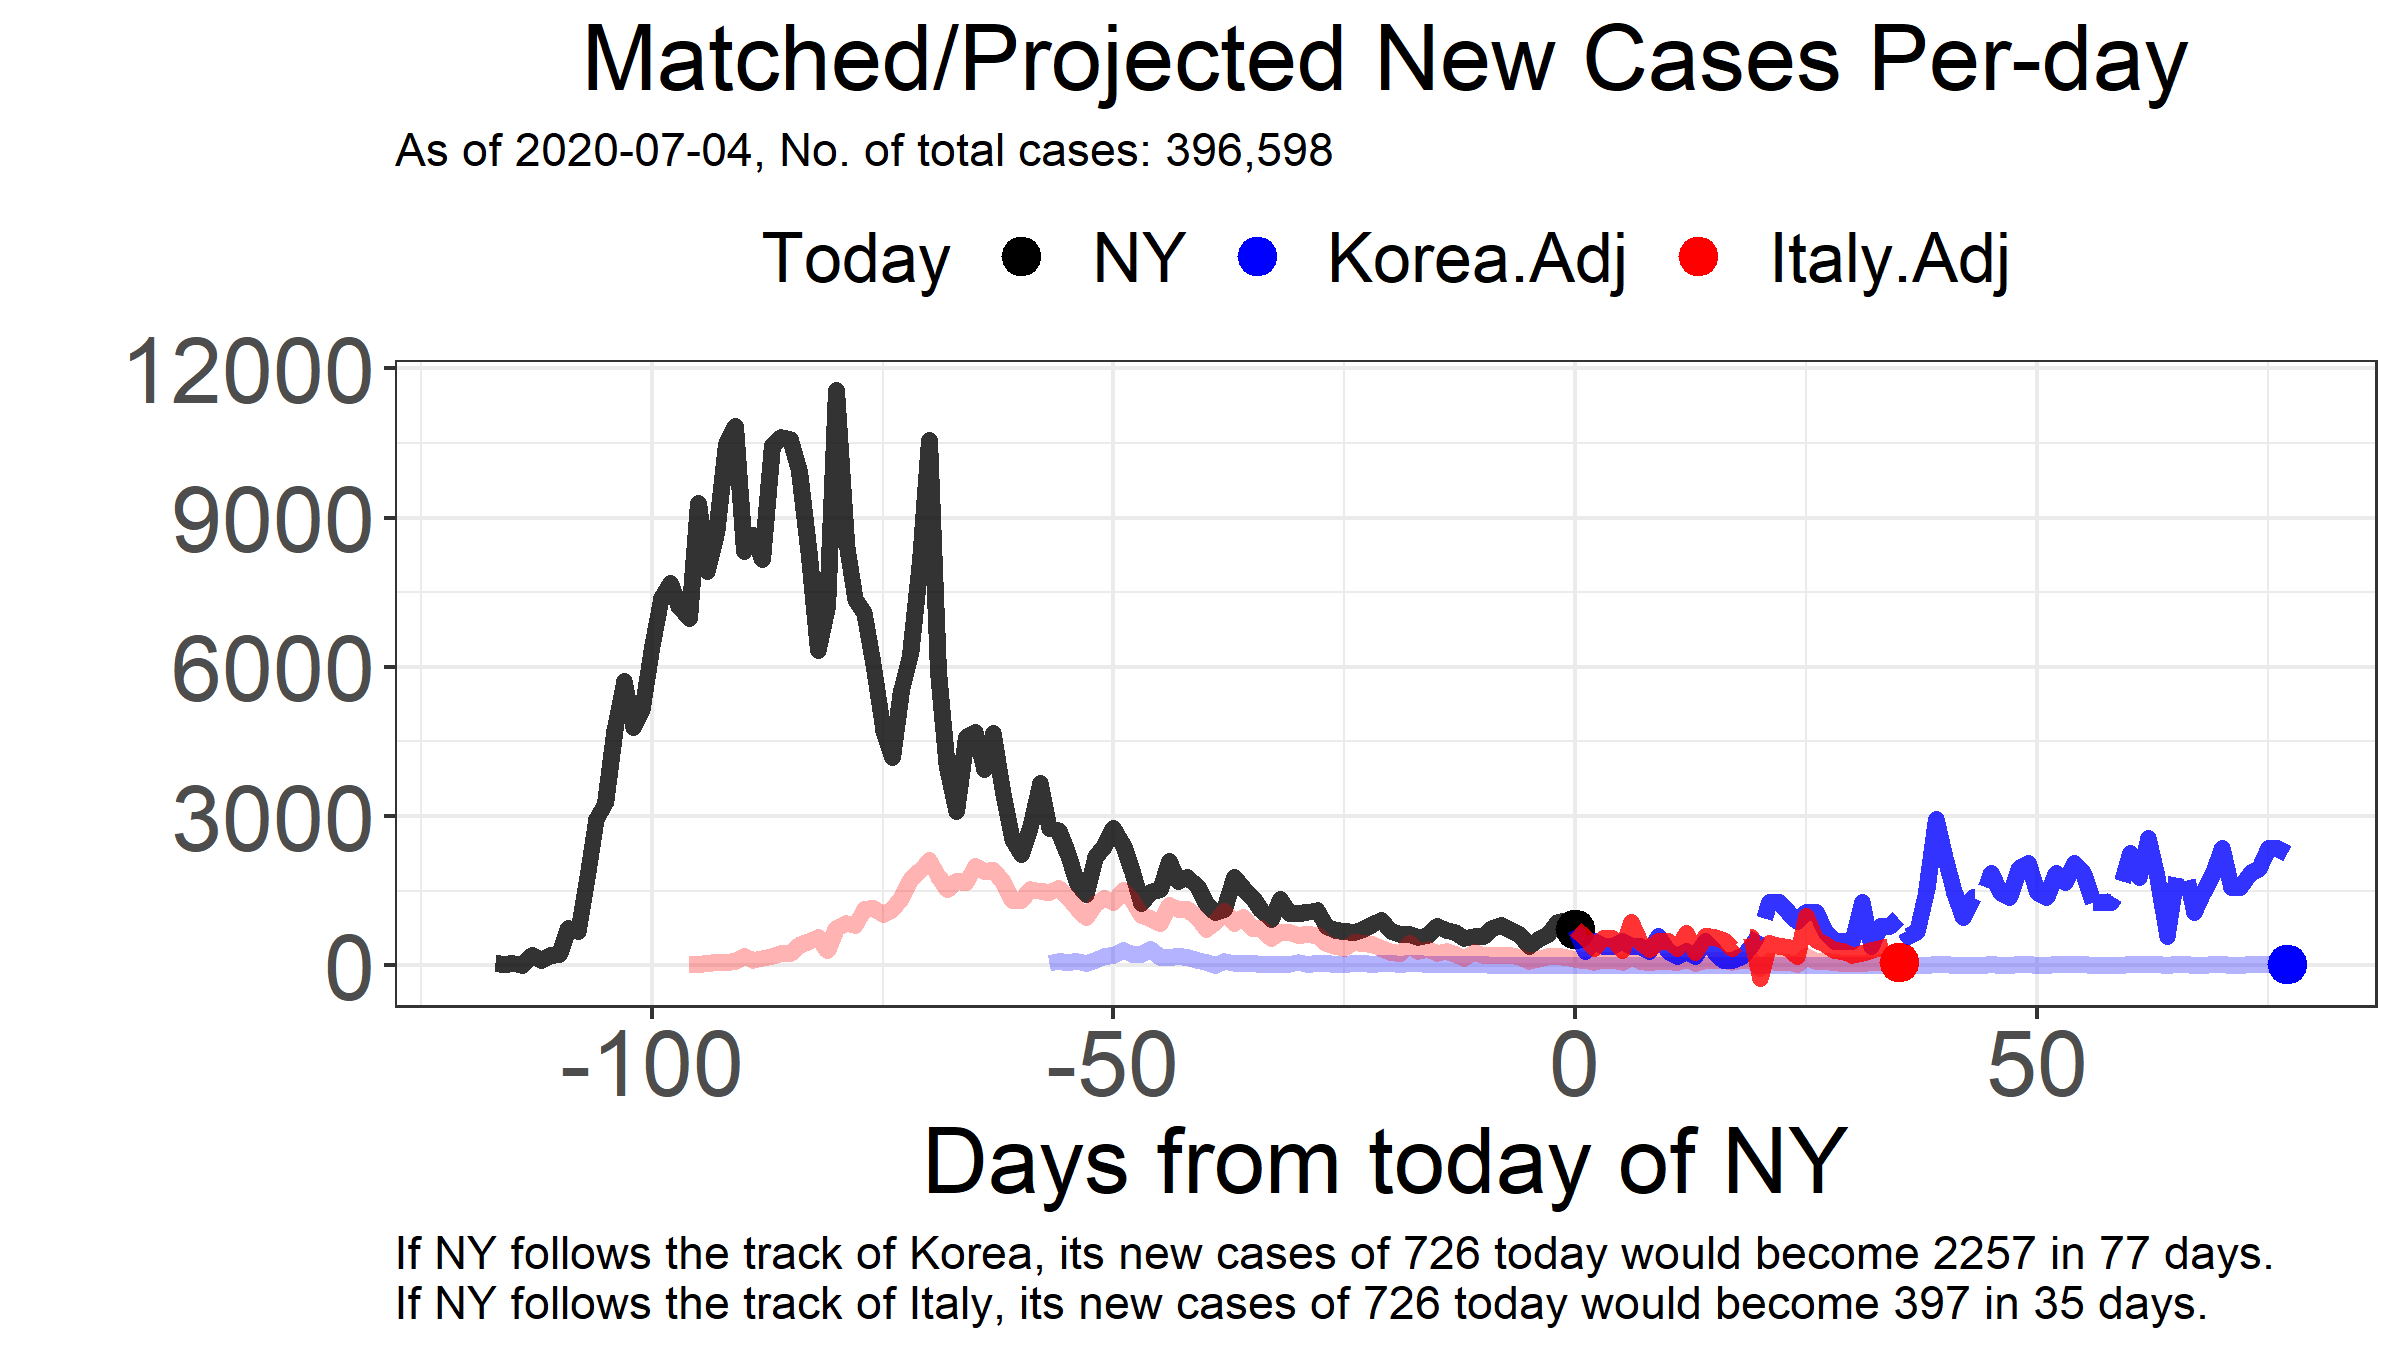 Matched/Projected New Cases Per-day
As of 2020-07-04, No. of total cases: 396,598
Today NY Korea.Adj Italy.Adj
12000
9000
6000
3000
0
-100 -50 0 50
Days from today of NY
If NY follows the track of Korea, its new cases of 726 today would become 2257 in 77 days.
If NY follows the track of Italy, its new cases of 726 today would become 397 in 35 days.